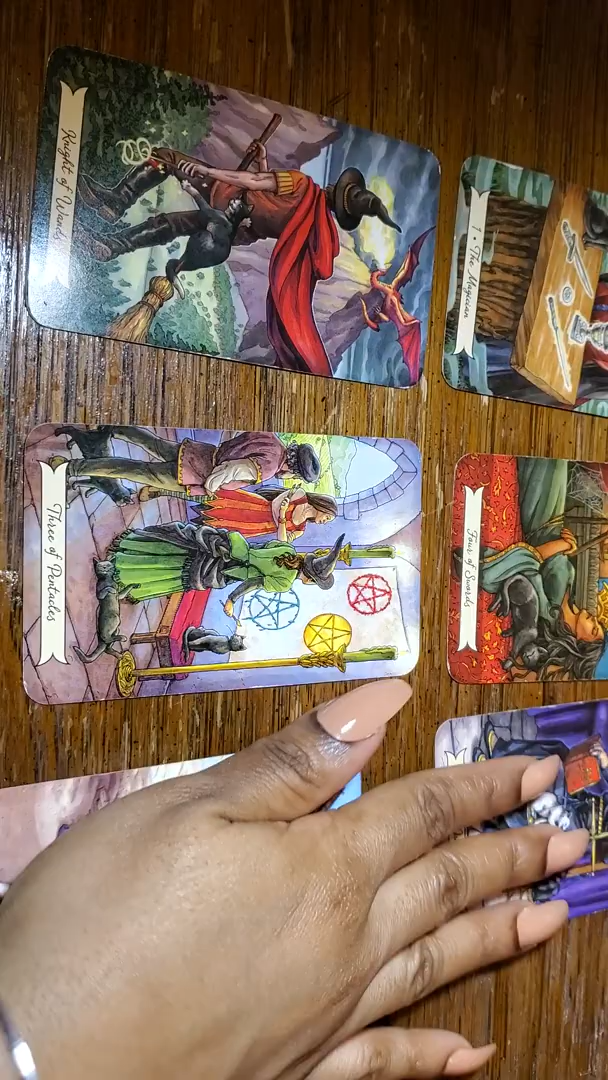 Knight of Wands
1 • The Magician
Three of Pentacles
Four of Swords